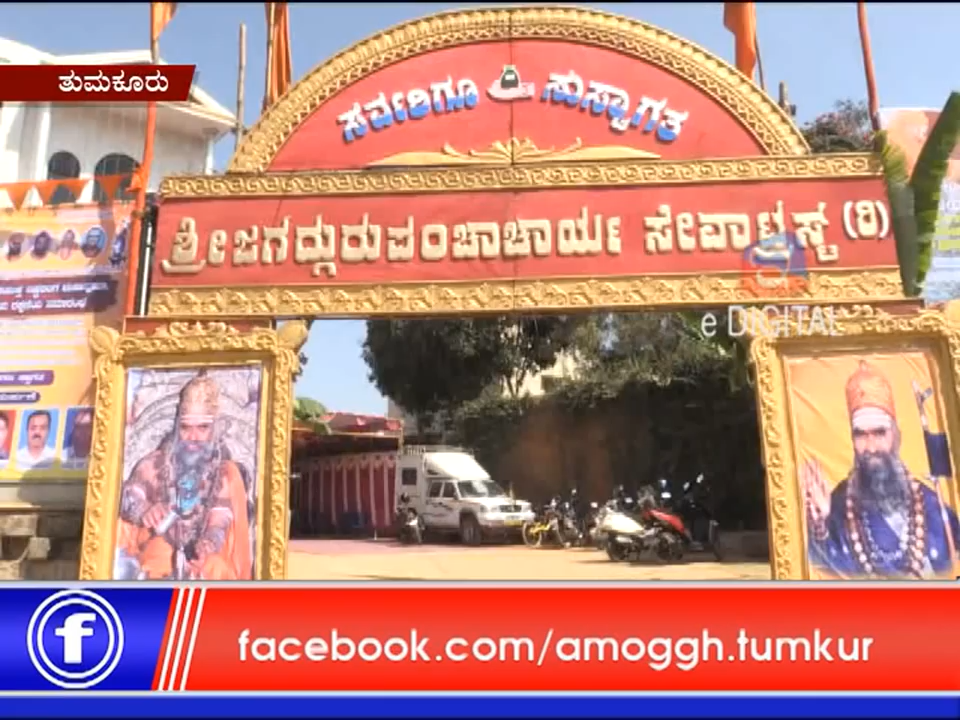 ತುಮಕೂರು
ಸರ್ವರಿಗೂ ಸುಸ್ವಾಗತ
ಶ್ರೀಜಗದ್ಗುರುಪಂಚಾಚಾರ್ಯ ಸೇವಾಟ್ರಸ್ಟ್ (ರಿ)
e DIGITAL
facebook.com/amoggh.tumkur